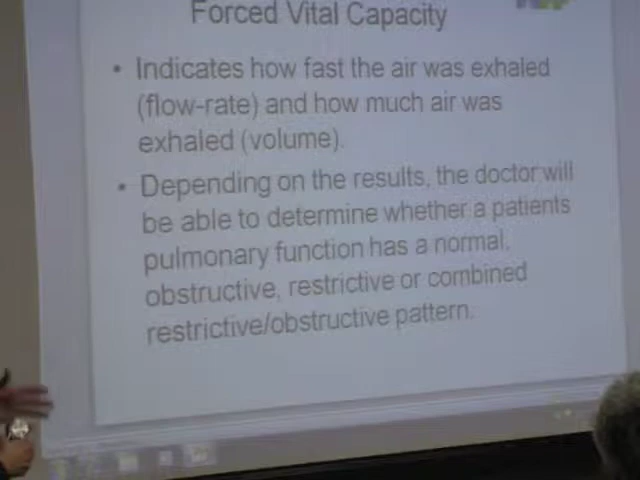 Forced Vital Capacity
• Indicates how fast the air was exhaled
(flow-rate) and how much air was
exhaled (volume).
• Depending on the results, the doctor will
be able to determine whether a patients
pulmonary function has a normal,
obstructive, restrictive or combined
restrictive/obstructive pattern.